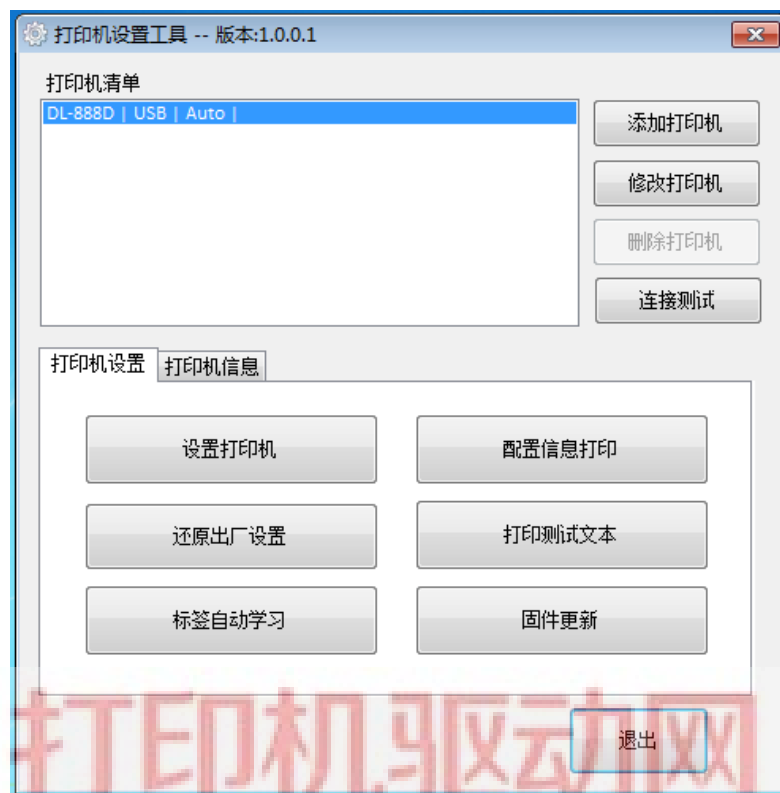 打印机设置工具 -- 版本:1.0.0.1
打印机清单
DL-888D | USB | Auto |
添加打印机
修改打印机
删除打印机
连接测试
打印机设置
打印机信息
设置打印机
配置信息打印
还原出厂设置
打印测试文本
标签自动学习
固件更新
打印机驱动网
退出